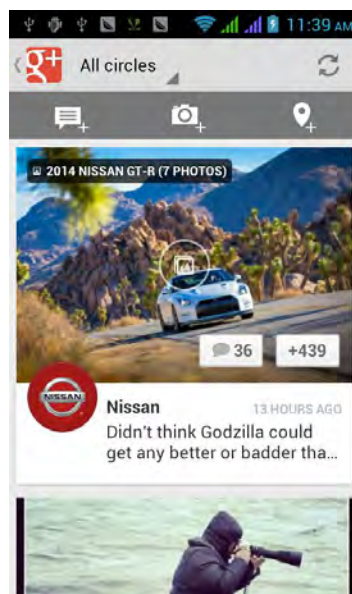 11:39 AM
g+
All circles
2014 NISSAN GT-R (7 PHOTOS)
36
+439
NISSAN
Nissan
13 HOURS AGO
Didn't think Godzilla could
get any better or badder tha...